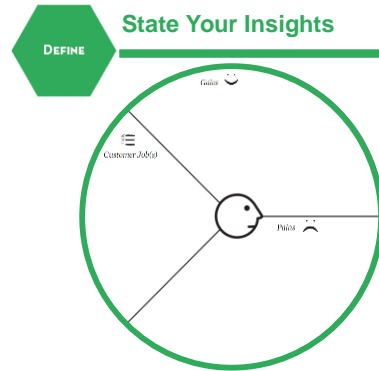 State Your Insights
DEFINE
Gains
Customer Job(s)
Pains